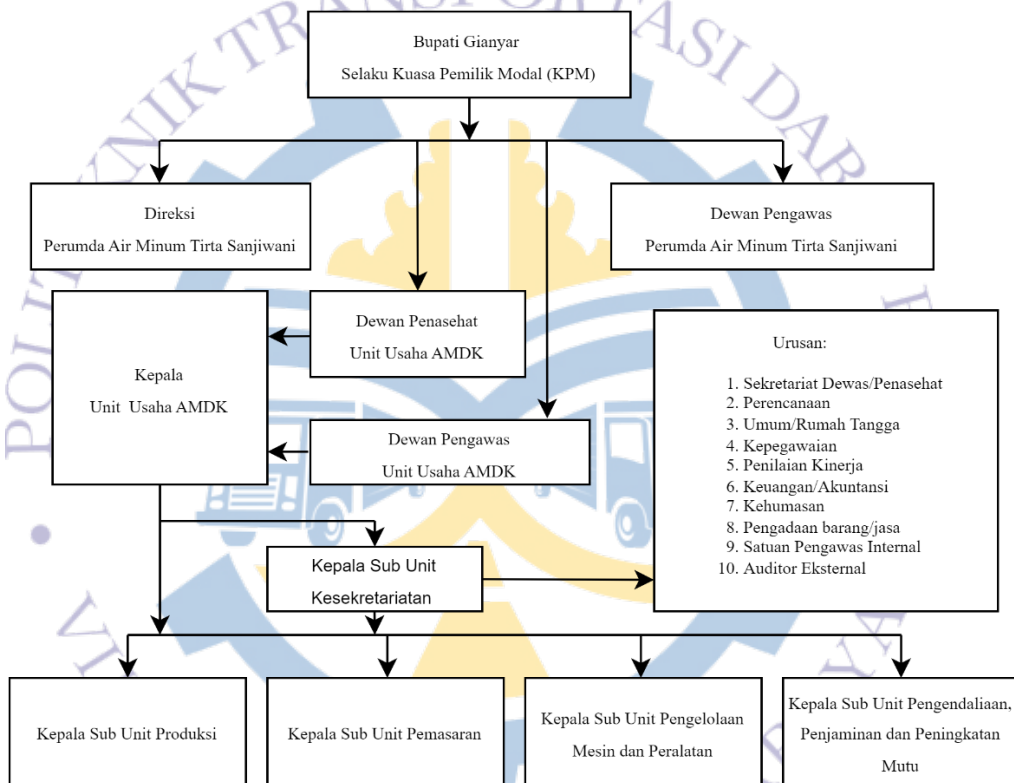 Bupati Gianyar
Selaku Kuasa Pemilik Modal (KPM)
Direksi
Perumda Air Minum Tirta Sanjiwani
Dewan Pengawas
Perumda Air Minum Tirta Sanjiwani
Dewan Penasehat
Unit Usaha AMDK
Kepala
Unit Usaha AMDK
Dewan Pengawas
Unit Usaha AMDK
Urusan:
1. Sekretariat Dewas/Penasehat
2. Perencanaan
3. Umum/Rumah Tangga
4. Kepegawaian
5. Penilaian Kinerja
6. Keuangan/Akuntansi
7. Kehumasan
8. Pengadaan barang/jasa
9. Satuan Pengawas Internal
10. Auditor Eksternal
Kepala Sub Unit
Kesekretariatan
Kepala Sub Unit Produksi
Kepala Sub Unit Pemasaran
Kepala Sub Unit Pengelolaan
Mesin dan Peralatan
Kepala Sub Unit Pengendaliaan,
Penjaminan dan Peningkatan
Mutu